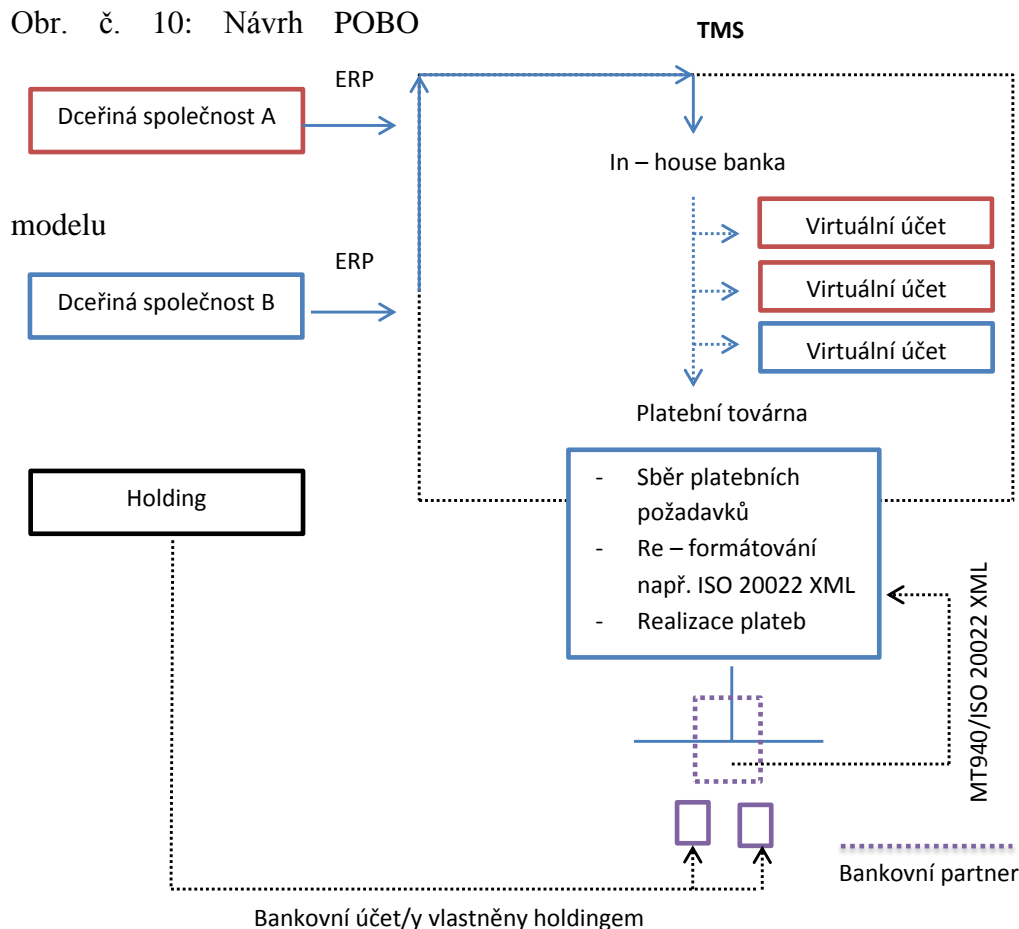 Obr. č. 10: Návrh POBO
modelu
TMS
ERP
Dceřiná společnost A
In – house banka
Virtuální účet
ERP
Dceřiná společnost B
Virtuální účet
Virtuální účet
Platební továrna
Holding
- Sběr platebních
požadavků
- Re – formátování
např. ISO 20022 XML
- Realizace plateb
MT940/ISO 20022 XML
Bankovní partner
Bankovní účet/y vlastněny holdingem